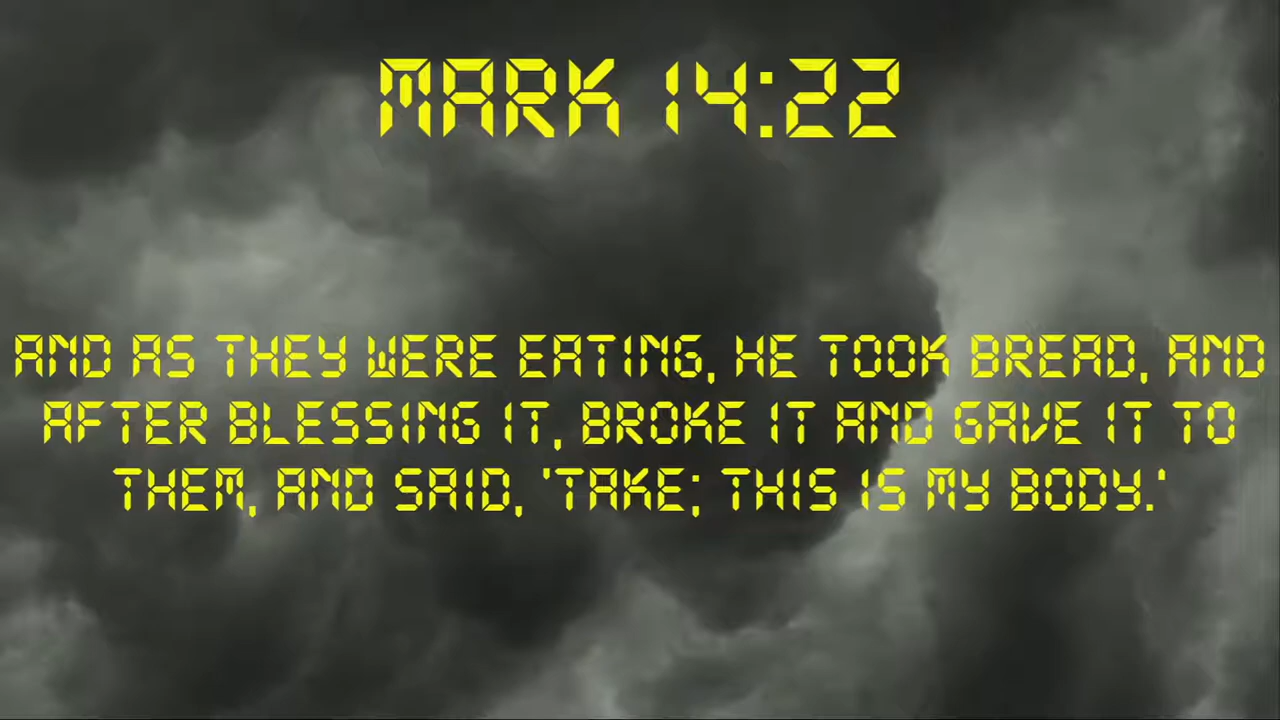 MARK 14:22
AND AS THEY WERE EATING, HE TOOK BREAD, AND
AFTER BLESSING IT, BROKE IT AND GAVE IT TO
THEM, AND SAID, 'TAKE; THIS IS MY BODY.'